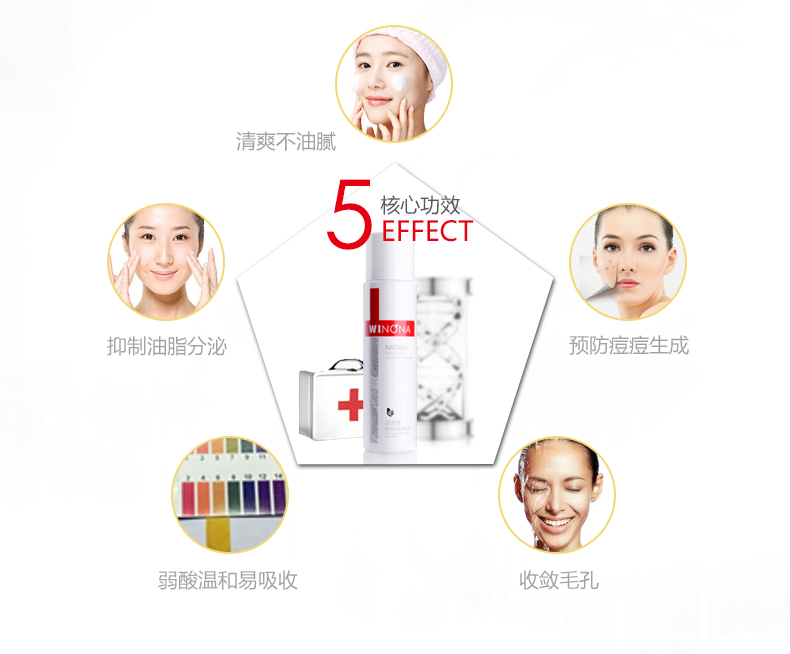 清爽不油腻
5 核心功效
EFFECT
抑制油脂分泌
预防痘痘生成
WINONA
NATURAL
弱酸温和易吸收
收敛毛孔